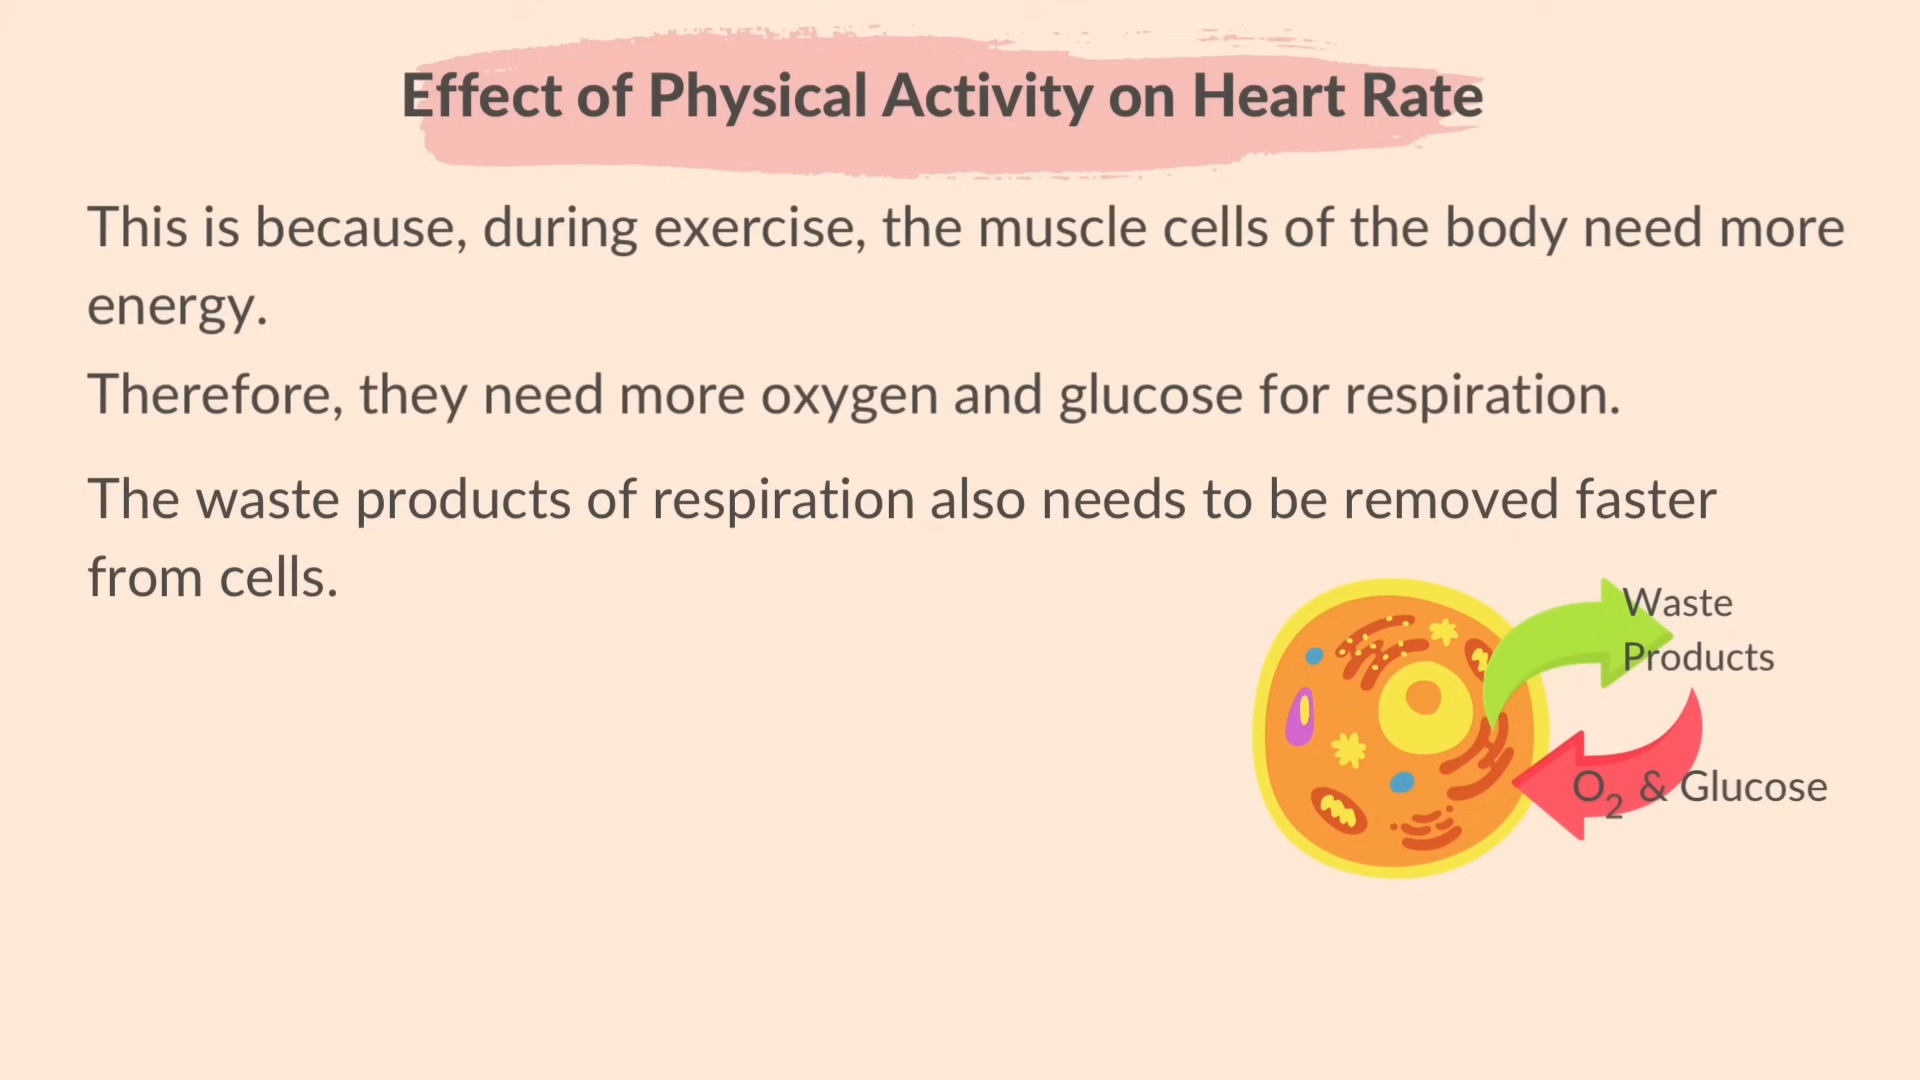 Effect of Physical Activity on Heart Rate
This is because, during exercise, the muscle cells of the body need more
energy.
Therefore, they need more oxygen and glucose for respiration.
The waste products of respiration also needs to be removed faster
from cells.
Waste
Products
O₂ & Glucose